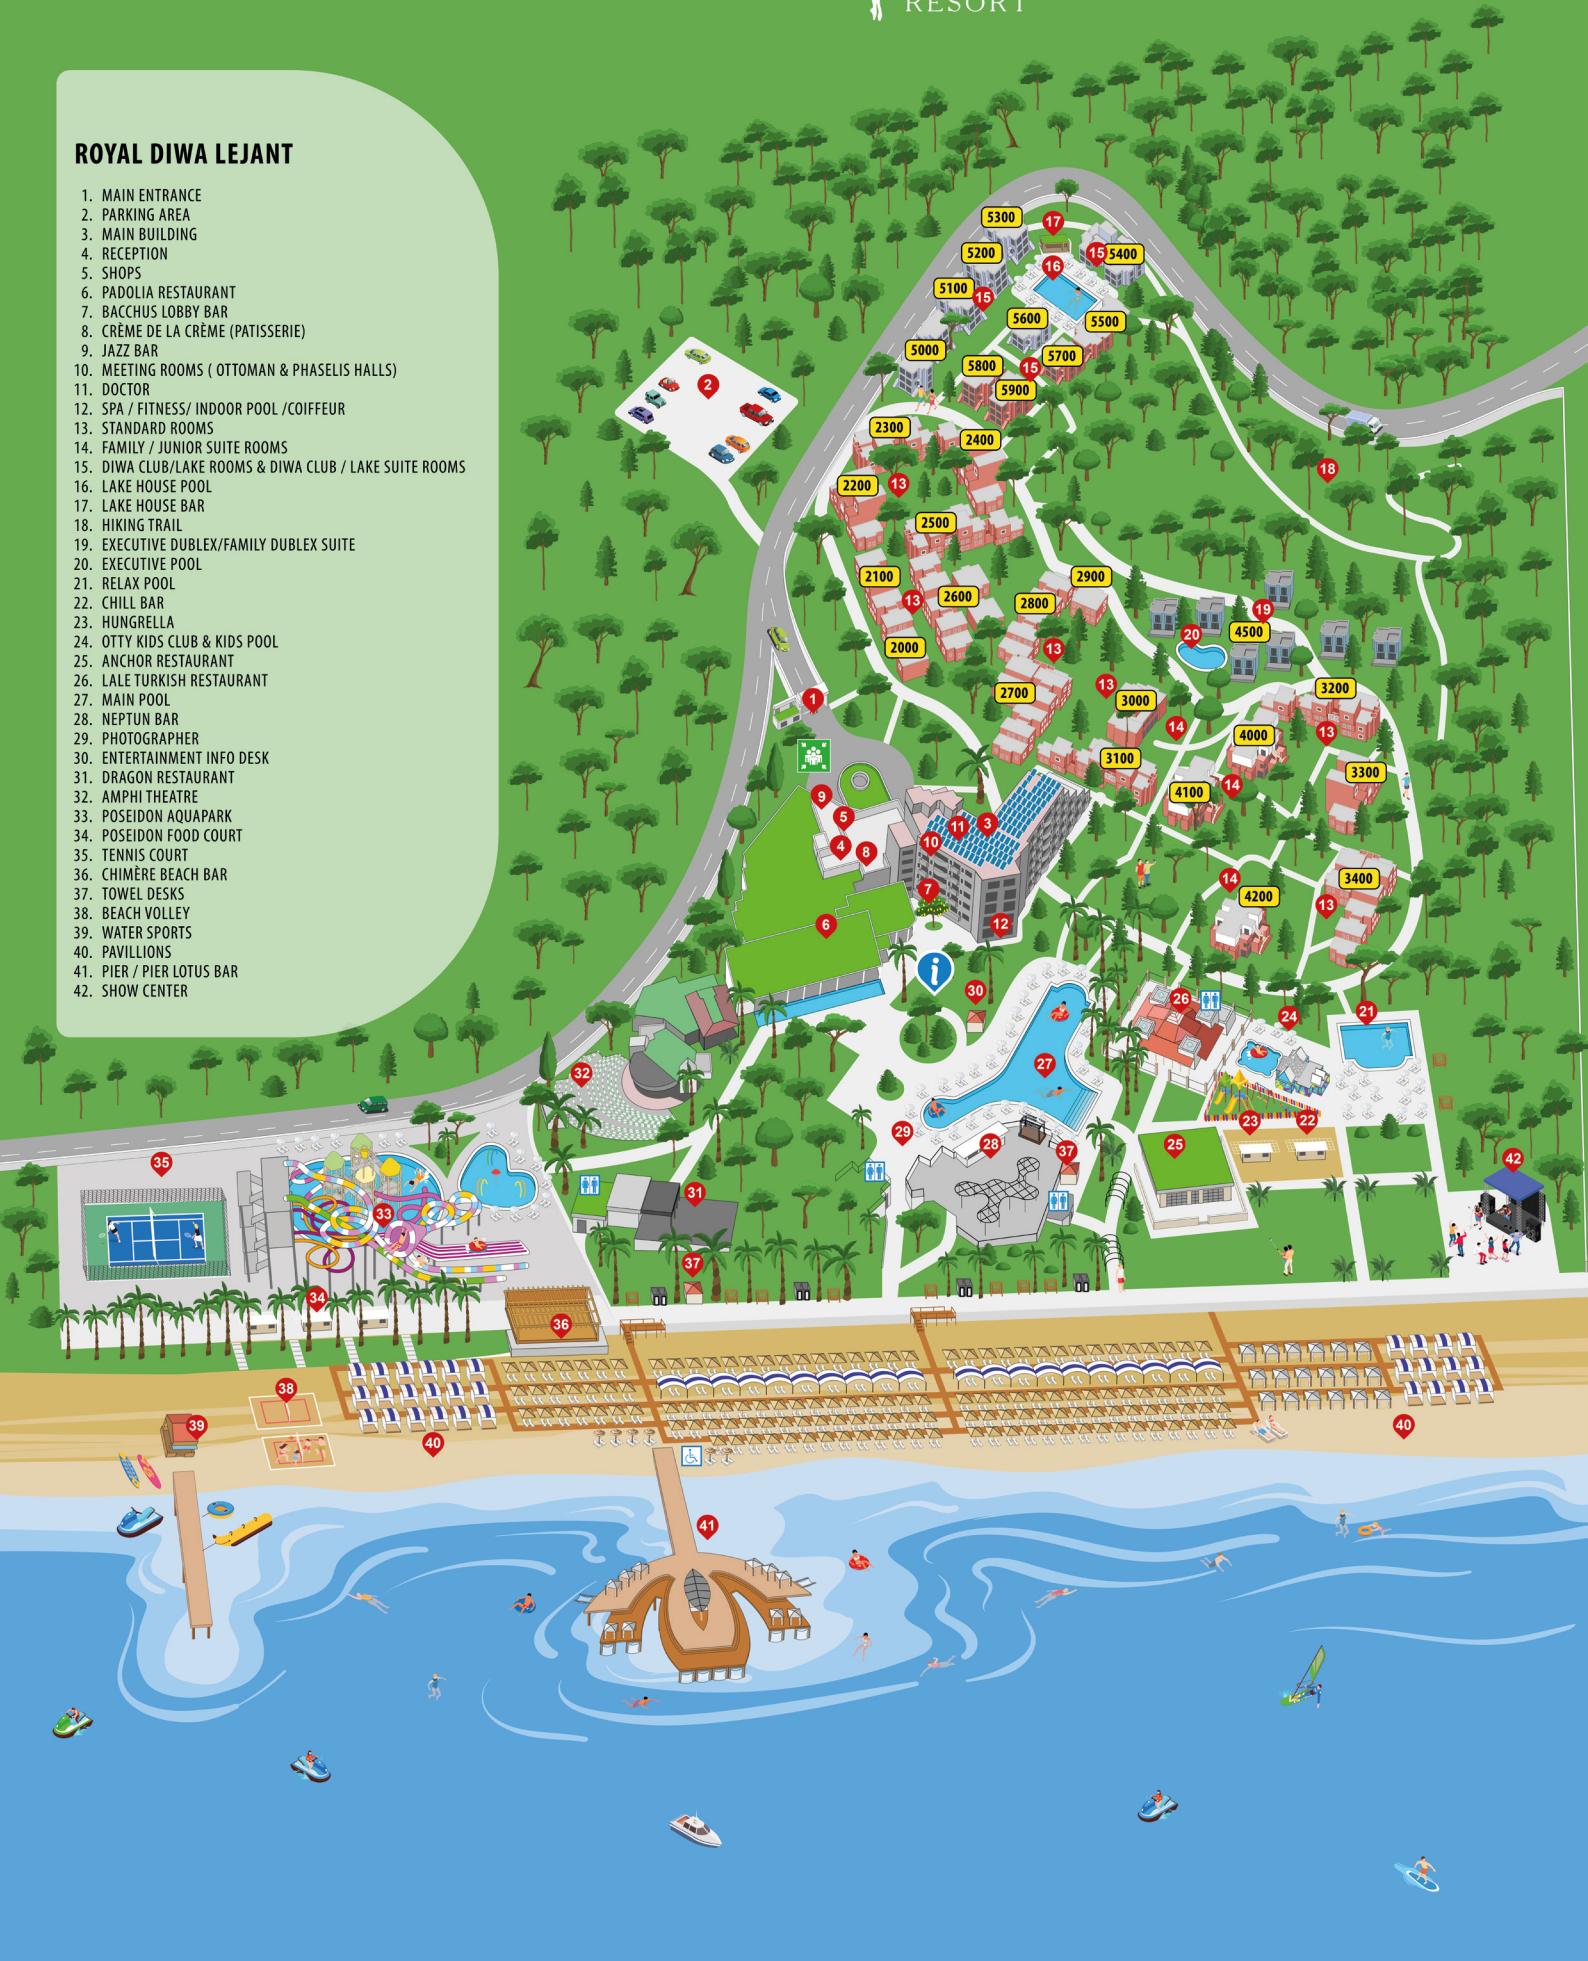 RESORT
ROYAL DIWA LEJANT
1. MAIN ENTRANCE
2. PARKING AREA
3. MAIN BUILDING
4. RECEPTION
5. SHOPS
6. PADOLIA RESTAURANT
7. BACCHUS LOBBY BAR
8. CRÈME DE LA CRÈME (PATISSERIE)
9. JAZZ BAR
10. MEETING ROOMS ( OTTOMAN & PHASELIS HALLS)
11. DOCTOR
12. SPA / FITNESS/ INDOOR POOL /COIFFEUR
13. STANDARD ROOMS
14. FAMILY / JUNIOR SUITE ROOMS
15. DIWA CLUB/LAKE ROOMS & DIWA CLUB / LAKE SUITE ROOMS
16. LAKE HOUSE POOL
17. LAKE HOUSE BAR
18. HIKING TRAIL
19. EXECUTIVE DUBLEX/FAMILY DUBLEX SUITE
20. EXECUTIVE POOL
21. RELAX POOL
22. CHILL BAR
23. HUNGRELLA
24. OTTY KIDS CLUB & KIDS POOL
25. ANCHOR RESTAURANT
26. LALE TURKISH RESTAURANT
27. MAIN POOL
28. NEPTUN BAR
29. PHOTOGRAPHER
30. ENTERTAINMENT INFO DESK
31. DRAGON RESTAURANT
32. AMPHI THEATRE
33. POSEIDON AQUAPARK
34. POSEIDON FOOD COURT
35. TENNIS COURT
36. CHIMÈRE BEACH BAR
37. TOWEL DESKS
38. BEACH VOLLEY
39. WATER SPORTS
40. PAVILLIONS
41. PIER / PIER LOTUS BAR
42. SHOW CENTER
5300
17
5200
15
5400
16
5100
15
5600
5500
5000
5700
5800
15
2
5900
2300
2400
18
2200
13
2500
2100
2900
13
2600
2800
19
4500
20
2000
13
13
3200
2700
1
3000
14
13
4000
3100
3300
14
4100
9
5
11
3
4
8
10
14
3400
7
4200
13
6
12
i
30
26
24
21
27
32
23
22
29
28
25
37
35
42
31
33
37
34
36
38
39
40
40
41